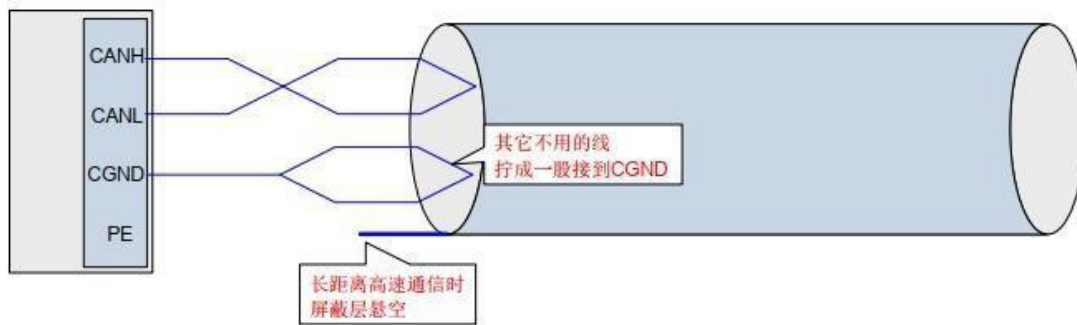 CANH
CANL
CGND
PE
其它不用的线
拧成一股接到CGND
长距离高速通信时
屏蔽层悬空